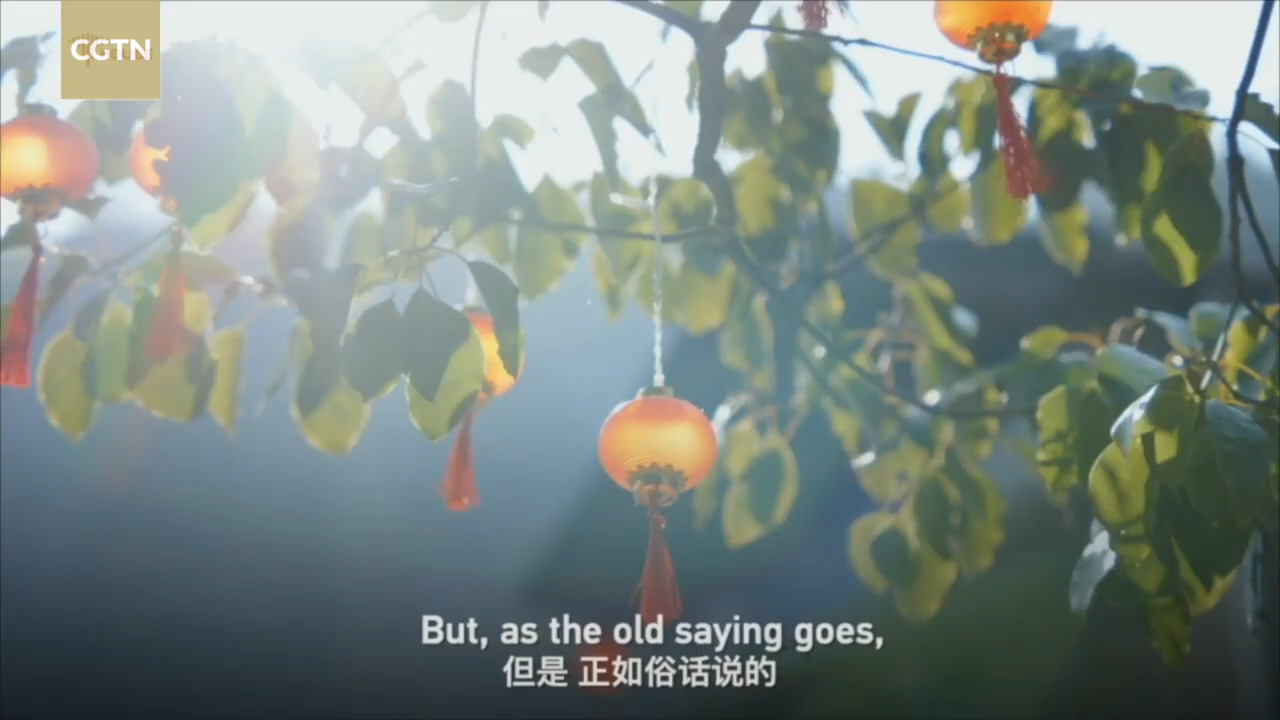 CGTN
But, as the old saying goes,
但是 正如俗话说的